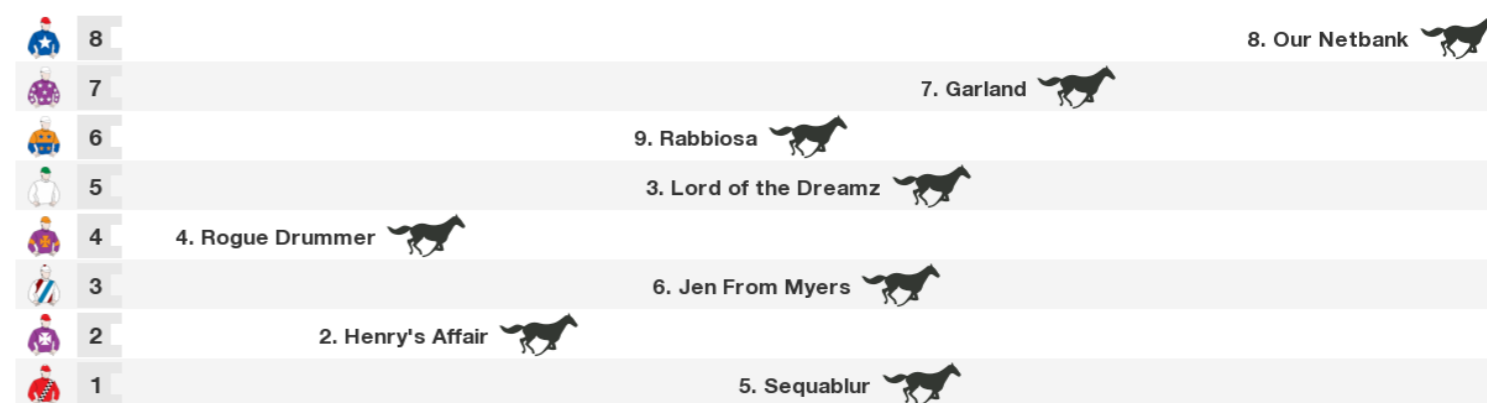 8 8. Our Netbank
7 7. Garland
6 9. Rabbiosa
5 3. Lord of the Dreamz
4 4. Rogue Drummer
3 6. Jen From Myers
2 2. Henry's Affair
1 5. Sequablur